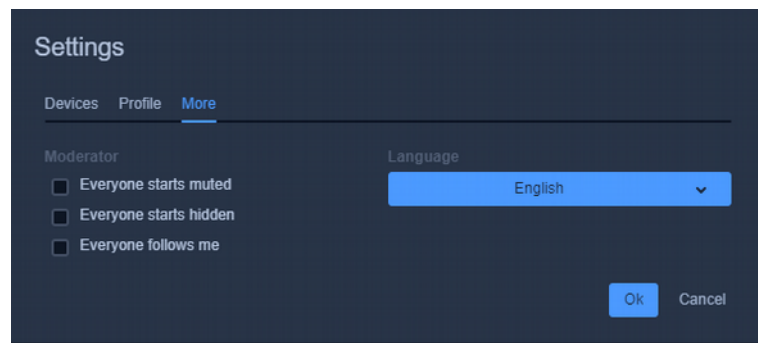 Settings
Devices Profile More
Moderator
Everyone starts muted
Everyone starts hidden
Everyone follows me
Language
English
Ok Cancel